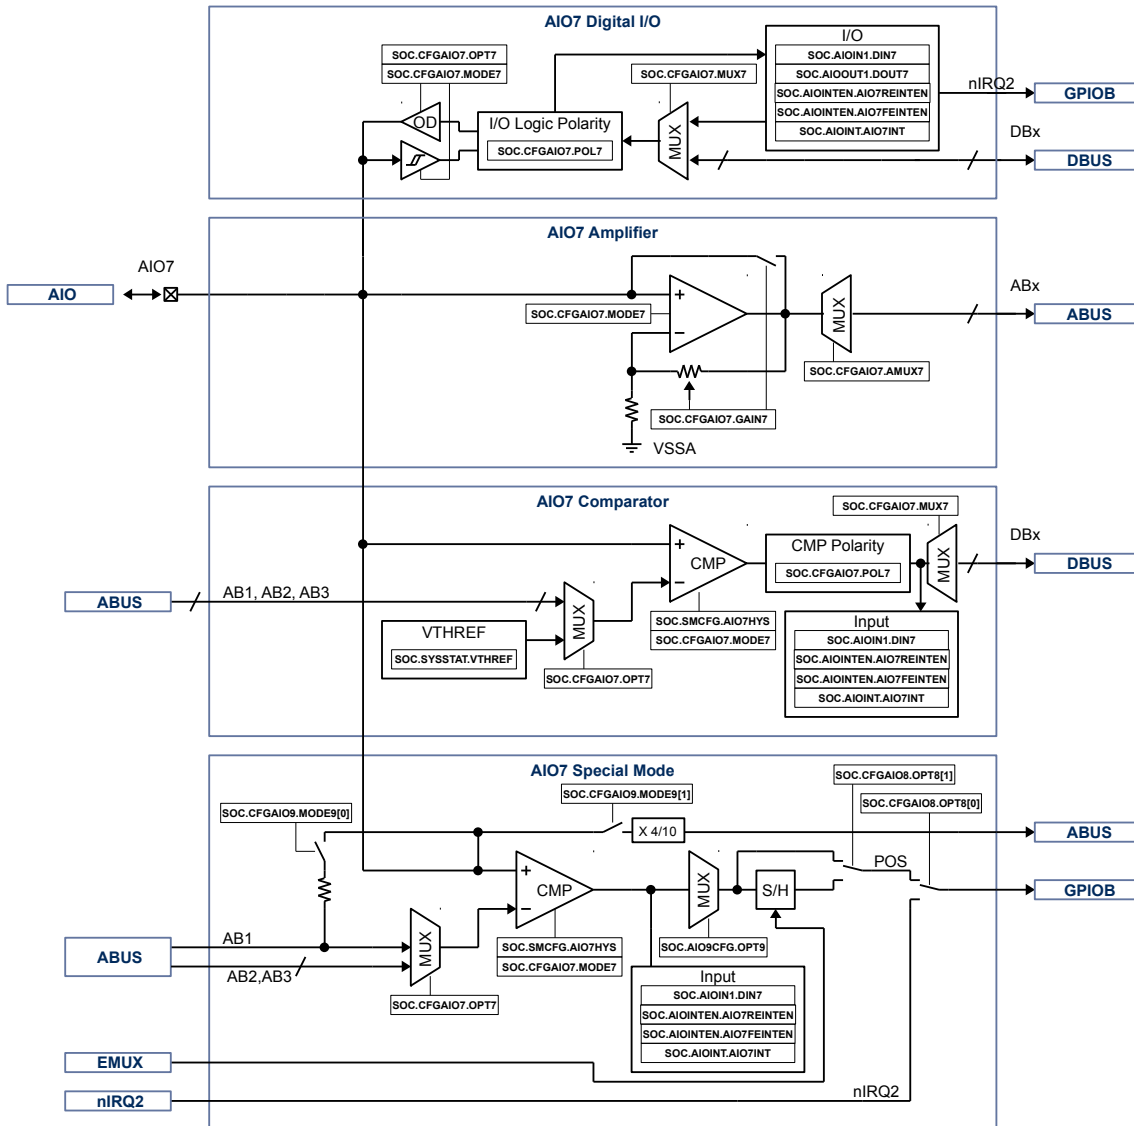 AIO7 Digital I/O
SOC.CFGAIO7.OPT7
SOC.CFGAIO7.MODE7
OD
I/O Logic Polarity
SOC.CFGAIO7.POL7
SOC.CFGAIO7.MUX7
MUX
I/O
SOC.AIOIN1.DIN7
SOC.AIOOUT1.DOUT7
SOC.AIOINTEN.AIO7REINTEN
SOC.AIOINTEN.AIO7FEINTEN
SOC.AIOINT.AIO7INT
nIRQ2
GPIOB
DBx
DBUS
AIO7 Amplifier
AIO
AIO7
SOC.CFGAIO7.MODE7
+
−
MUX
ABx
ABUS
SOC.CFGAIO7.AMUX7
SOC.CFGAIO7.GAIN7
VSSA
AIO7 Comparator
SOC.CFGAIO7.MUX7
+
CMP
−
CMP Polarity
SOC.CFGAIO7.POL7
MUX
DBx
DBUS
ABUS
AB1, AB2, AB3
MUX
VTHREF
SOC.SYSSTAT.VTHREF
SOC.CFGAIO7.OPT7
SOC.SMCFG.AIO7HYS
SOC.CFGAIO7.MODE7
Input
SOC.AIOIN1.DIN7
SOC.AIOINTEN.AIO7REINTEN
SOC.AIOINTEN.AIO7FEINTEN
SOC.AIOINT.AIO7INT
AIO7 Special Mode
SOC.CFGAIO9.MODE9[0]
SOC.CFGAIO9.MODE9[1]
SOC.CFGAIO8.OPT8[1]
SOC.CFGAIO8.OPT8[0]
X 4/10
ABUS
+
CMP
−
MUX
S/H
POS
GPIOB
ABUS
AB1
AB2,AB3
MUX
SOC.SMCFG.AIO7HYS
SOC.CFGAIO7.MODE7
SOC.AIO9CFG.OPT9
SOC.CFGAIO7.OPT7
Input
SOC.AIOIN1.DIN7
SOC.AIOINTEN.AIO7REINTEN
SOC.AIOINTEN.AIO7FEINTEN
SOC.AIOINT.AIO7INT
EMUX
nIRQ2
nIRQ2